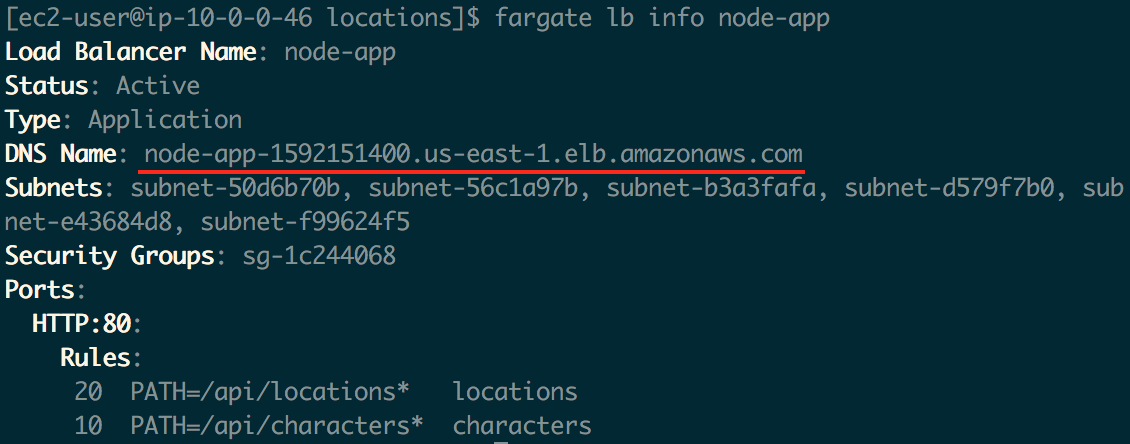 [ec2-user@ip-10-0-0-46 locations]$ fargate lb info node-app
Load Balancer Name: node-app
Status: Active
Type: Application
DNS Name: node-app-1592151400.us-east-1.elb.amazonaws.com
Subnets: subnet-50d6b70b, subnet-56c1a97b, subnet-b3a3fafa, subnet-d579f7b0, sub
net-e43684d8, subnet-f99624f5
Security Groups: sg-1c244068
Ports:
  HTTP:80:
    Rules:
     20  PATH=/api/locations*   locations
     10  PATH=/api/characters*  characters